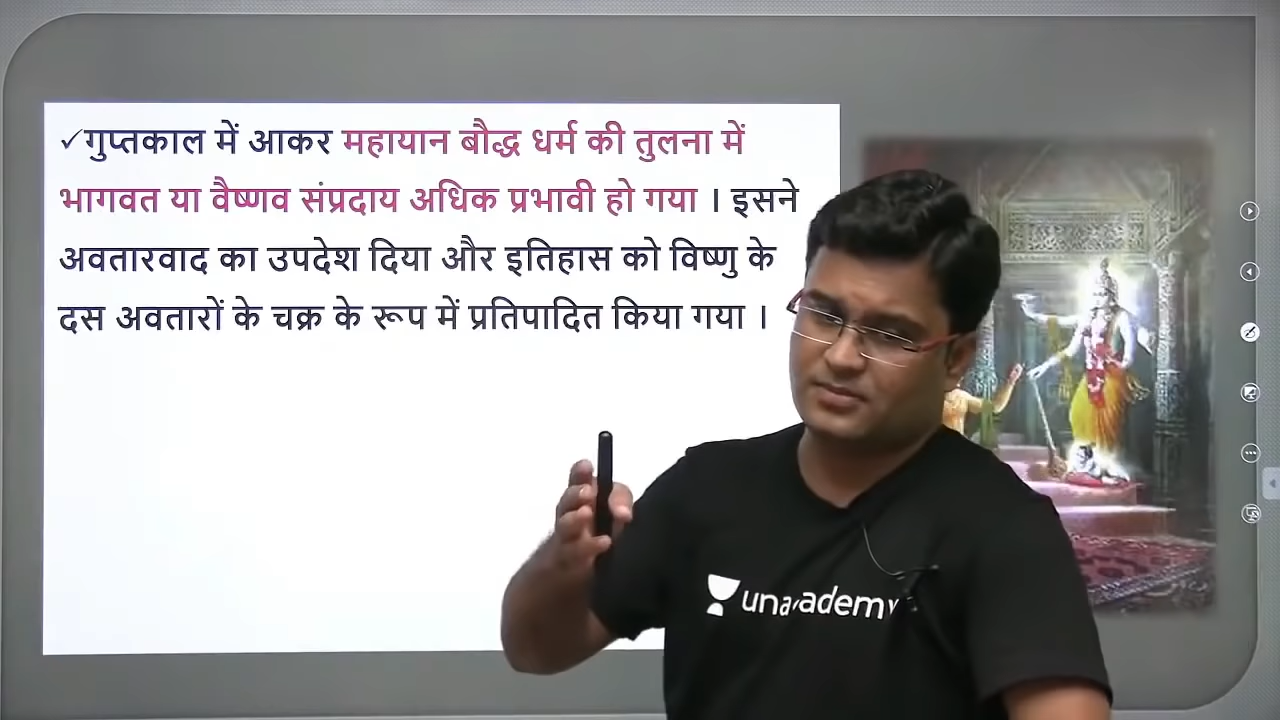 ✓गुप्तकाल में आकर महायान बौद्ध धर्म की तुलना में
भागवत या वैष्णव संप्रदाय अधिक प्रभावी हो गया । इसने
अवतारवाद का उपदेश दिया और इतिहास को विष्णु के
दस अवतारों के चक्र के रूप में प्रतिपादित किया गया ।
unacademy